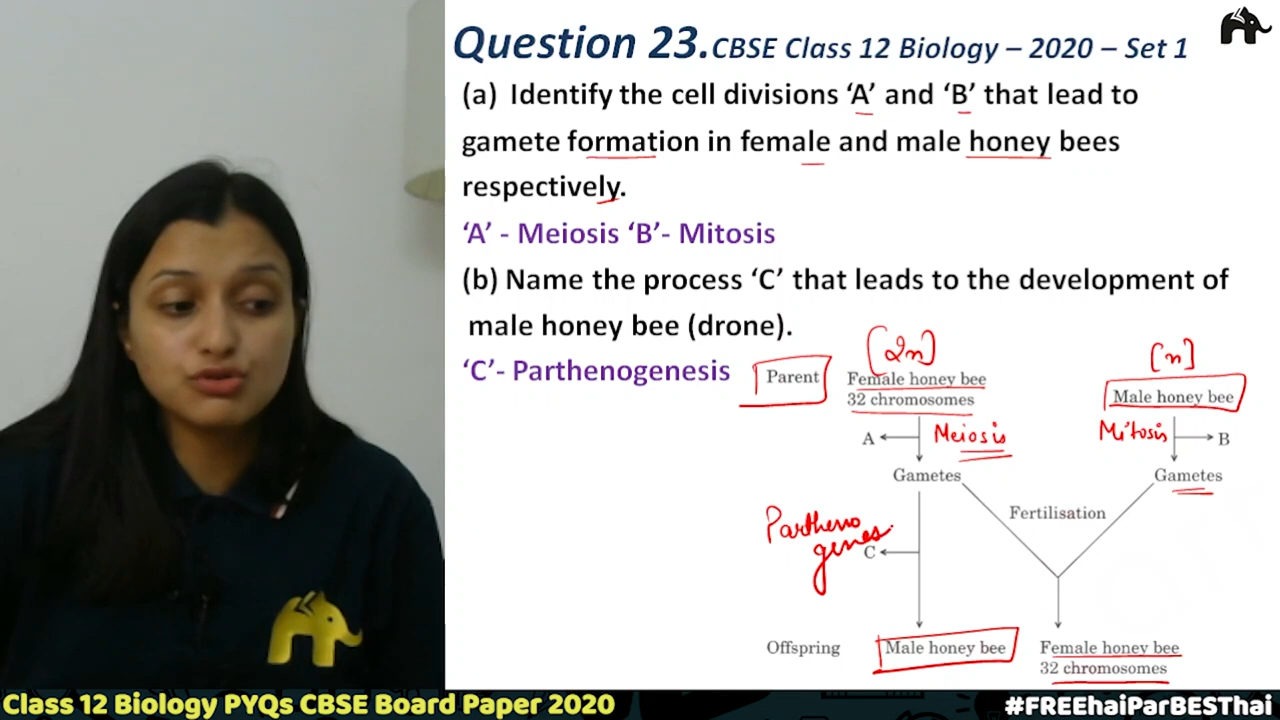 Question 23. CBSE Class 12 Biology – 2020 – Set 1
(a) Identify the cell divisions ‘A’ and ‘B’ that lead to
gamete formation in female and male honey bees
respectively.
‘A’ - Meiosis ‘B’- Mitosis
(b) Name the process ‘C’ that leads to the development of
male honey bee (drone).
‘C’- Parthenogenesis
[2n]
[n]
Parent
Female honey bee
32 chromosomes
Male honey bee
A
Meiosis
Mitosis
B
Gametes
Gametes
Fertilisation
Partheno
genes
C
Offspring
Male honey bee
Female honey bee
32 chromosomes
Class 12 Biology PYQs CBSE Board Paper 2020
#FREEhaiParBESThai